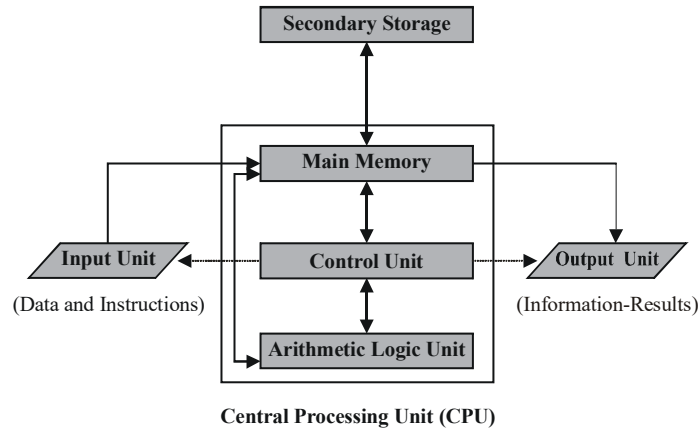 Secondary Storage
Main Memory
Input Unit
Control Unit
Output Unit
(Data and Instructions)
(Information-Results)
Arithmetic Logic Unit
Central Processing Unit (CPU)